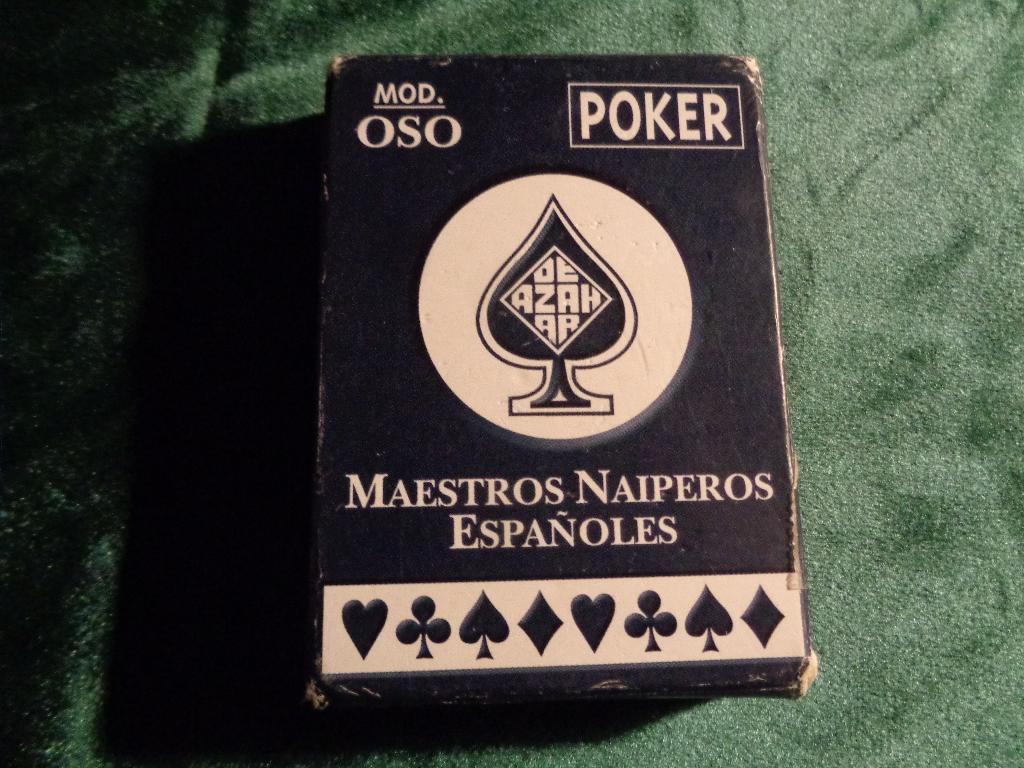 MOD.
OSO
POKER
DE
AZAH
AR
MAESTROS NAIPEROS
ESPAÑOLES